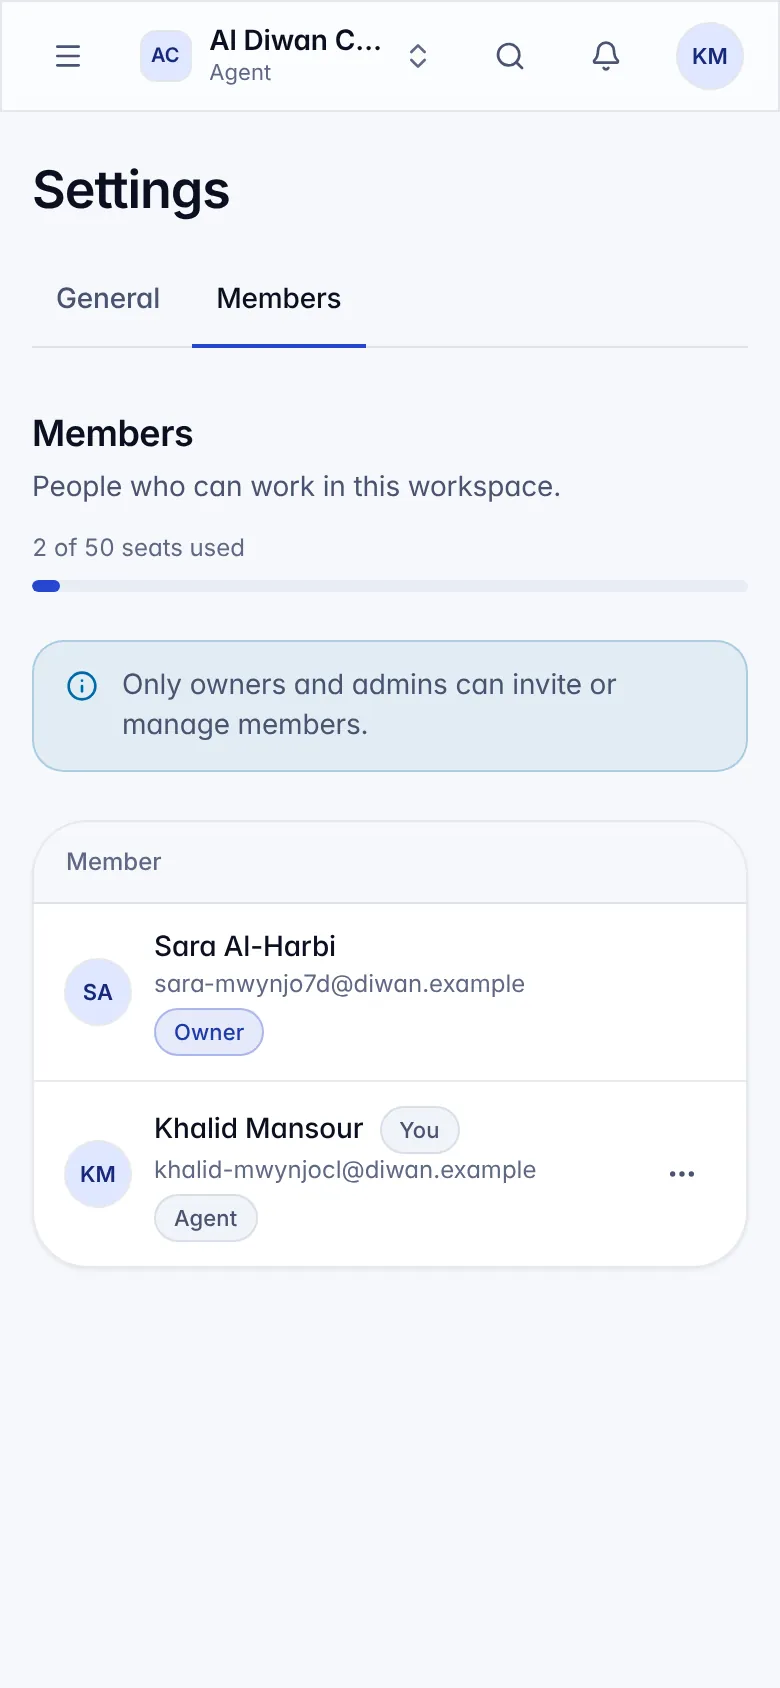 AC
Al Diwan C...
Agent
KM
Settings
General
Members
Members
People who can work in this workspace.
2 of 50 seats used
Only owners and admins can invite or
manage members.
Member
SA
Sara Al-Harbi
sara-mwynjo7d@diwan.example
Owner
KM
Khalid Mansour You
khalid-mwynjocl@diwan.example
Agent